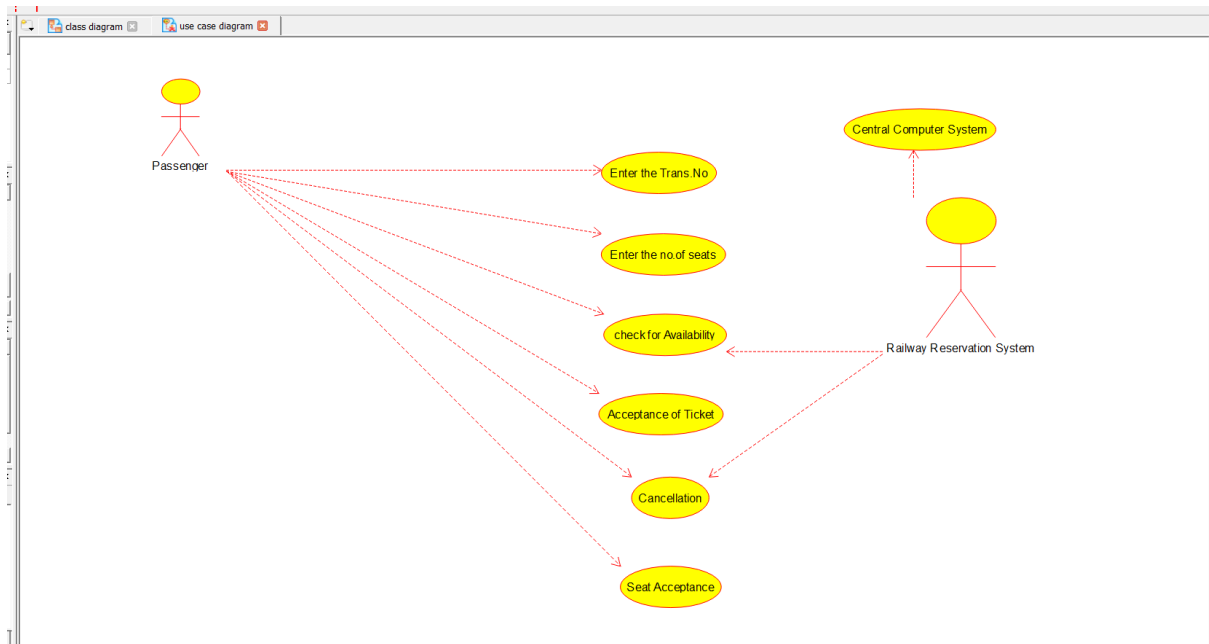 class diagram
use case diagram
Passenger
Central Computer System
Enter the Trans.No
Enter the no.of seats
check for Availability
Railway Reservation System
Acceptance of Ticket
Cancellation
Seat Acceptance